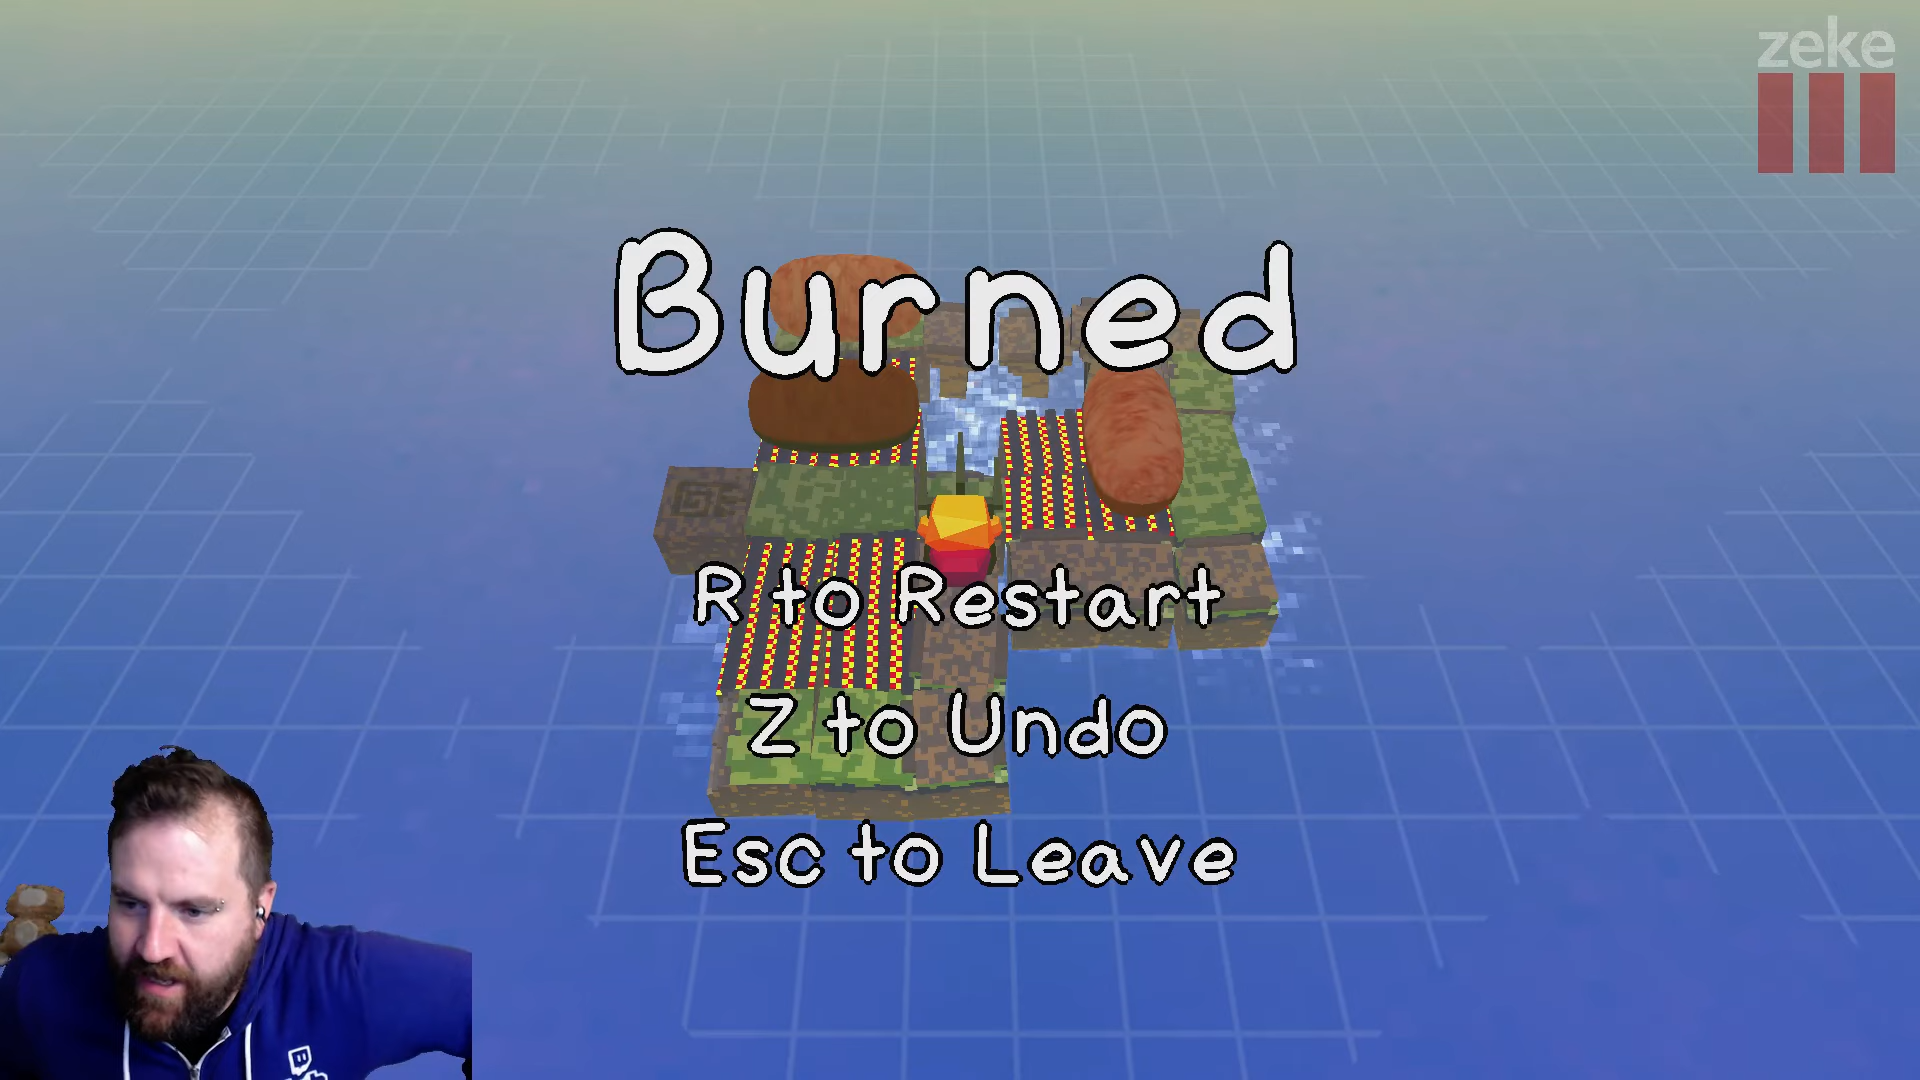 zeke
Burned
R to Restart
Z to Undo
Esc to Leave